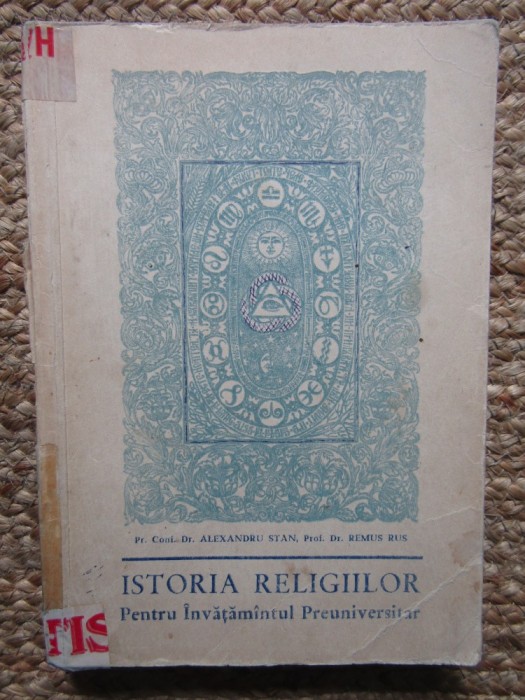 /H
Pr. Conf. Dr. ALEXANDRU STAN, Prof. Dr. REMUS RUS
ISTORIA RELIGIILOR
Pentru Învățămîntul Preuniversitar